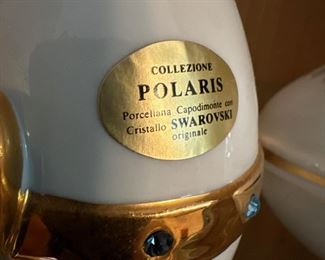 COLLEZIONE
POLARIS
Porcellana Capodimonte con
Cristallo SWAROVSKI
originale